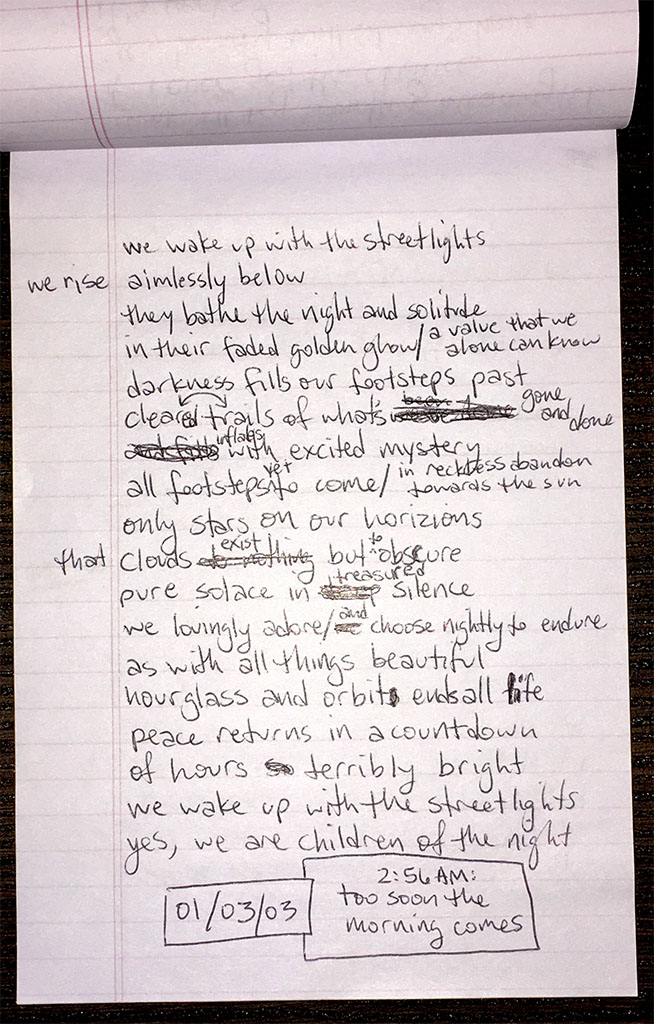 we wake up with the streetlights
we rise aimlessly below
they bathe the night and solitude
in their faded golden glow/ a value that we alone can know
darkness fills our footsteps past
cleared trails of what's gone and done
inflates with excited mystery
all footsteps yet to come/ in reckless abandon towards the sun
only stars on our horizions
that clouds exist but to obscure
pure solace in treasured silence
we lovingly adore/ and choose nightly to endure
as with all things beautiful
hourglass and orbits ends all life
peace returns in a countdown
of hours terribly bright
we wake up with the streetlights
yes, we are children of the night
01/03/03
2:56 AM:
too soon the
morning comes